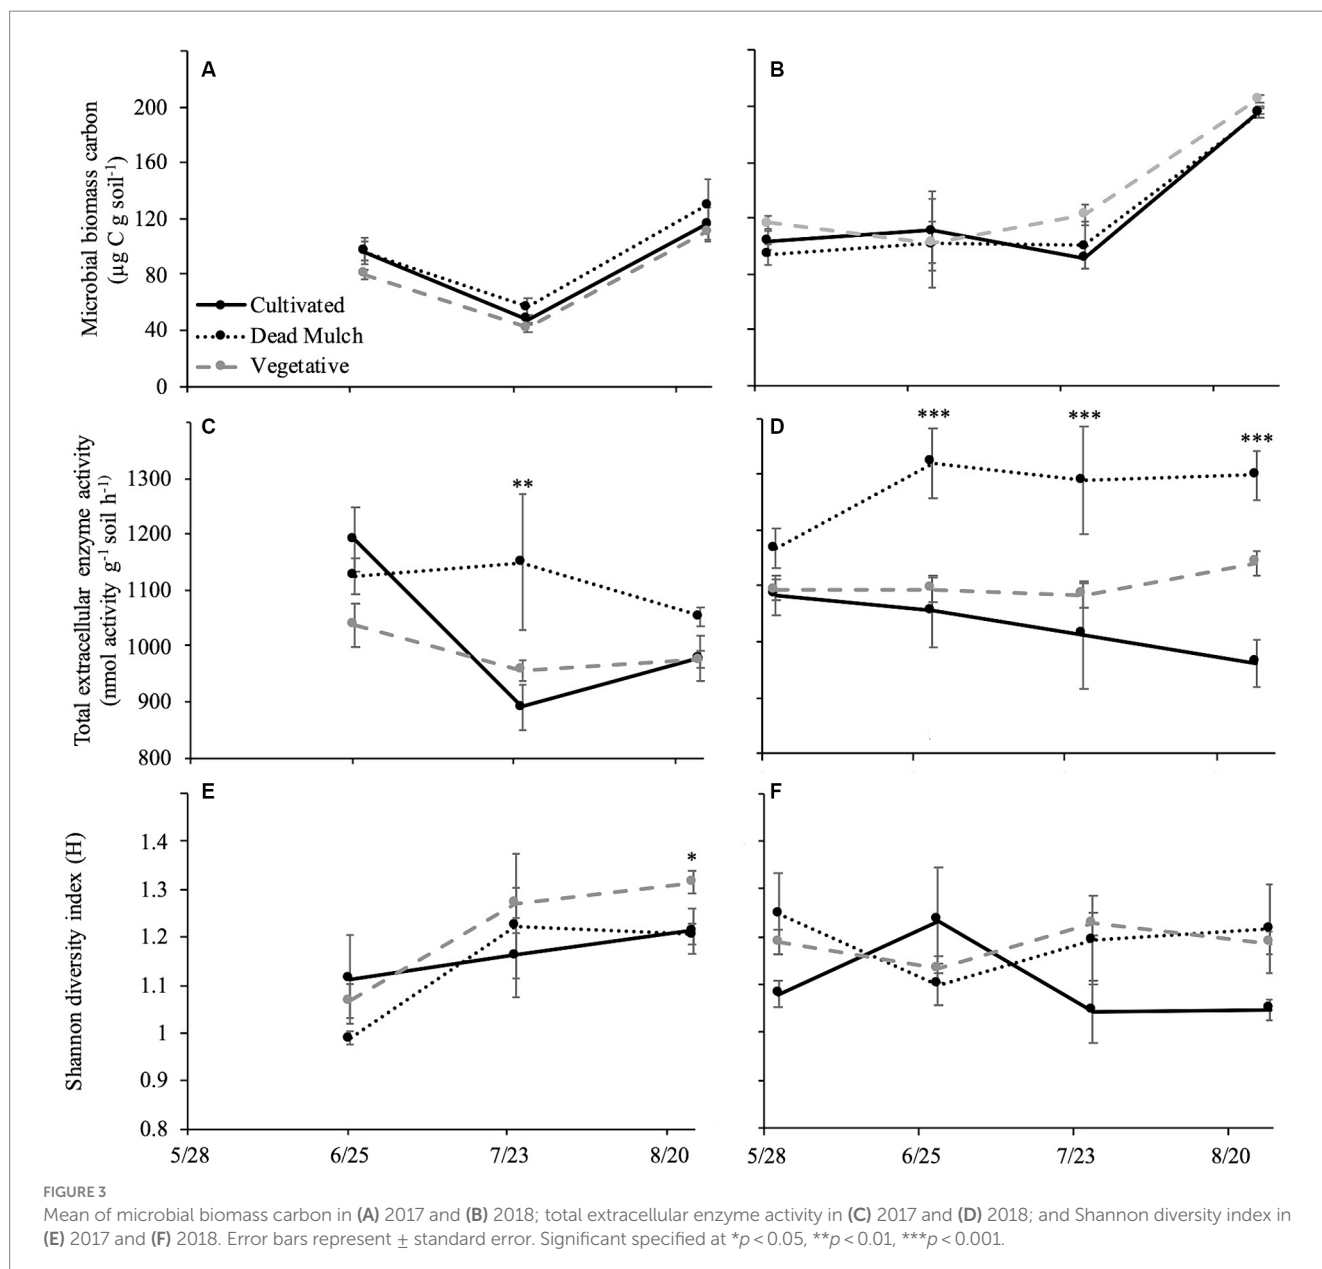 A
B
Microbial biomass carbon
(µg C g soil⁻¹)
200
160
120
80
40
0
Cultivated
Dead Mulch
Vegetative
C
D
Total extracellular enzyme activity
(nmol activity g⁻¹ soil h⁻¹)
1300
1200
1100
1000
900
800
**
***
***
***
E
F
Shannon diversity index (H)
1.4
1.3
1.2
1.1
1
0.9
0.8
*
5/28 6/25 7/23 8/20
5/28 6/25 7/23 8/20
FIGURE 3
Mean of microbial biomass carbon in (A) 2017 and (B) 2018; total extracellular enzyme activity in (C) 2017 and (D) 2018; and Shannon diversity index in
(E) 2017 and (F) 2018. Error bars represent ± standard error. Significant specified at *p < 0.05, **p < 0.01, ***p < 0.001.